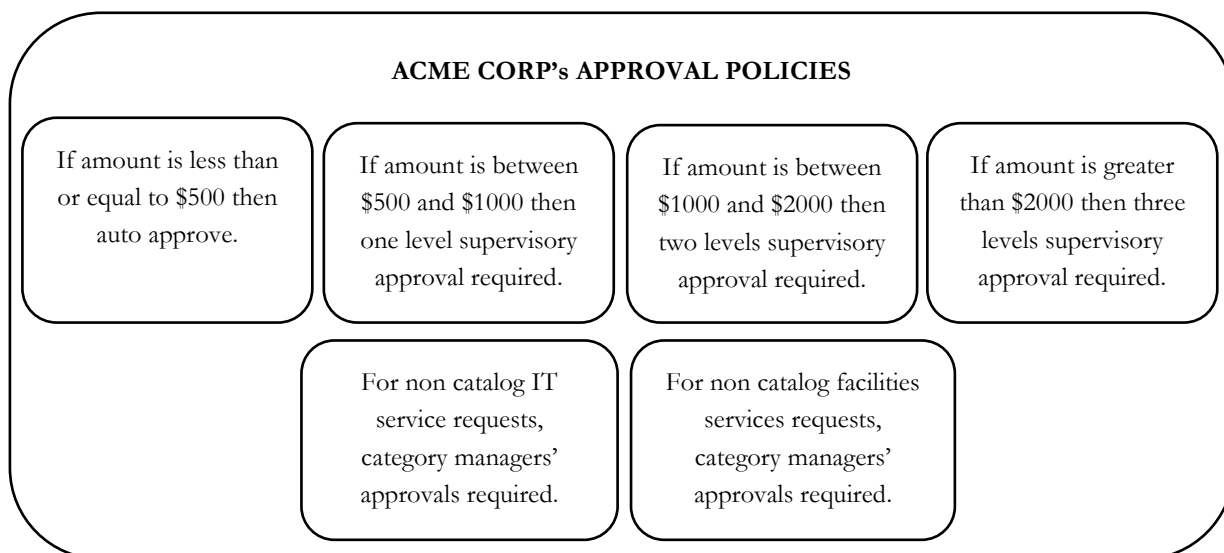 ACME CORP's APPROVAL POLICIES
If amount is less than
or equal to $500 then
auto approve.
If amount is between
$500 and $1000 then
one level supervisory
approval required.
If amount is between
$1000 and $2000 then
two levels supervisory
approval required.
If amount is greater
than $2000 then three
levels supervisory
approval required.
For non catalog IT
service requests,
category managers'
approvals required.
For non catalog facilities
services requests,
category managers'
approvals required.